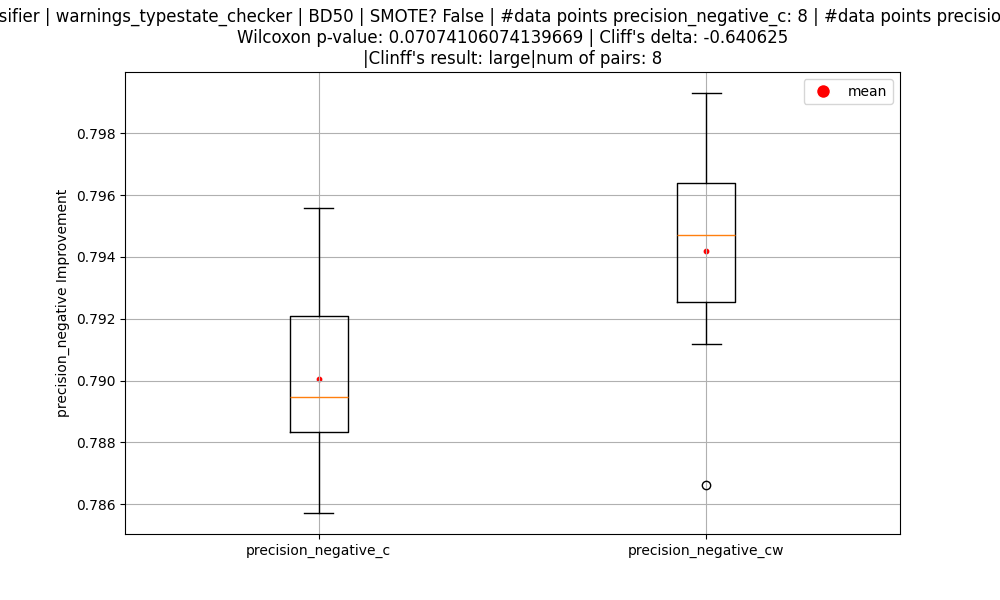 | warnings_typestate_checker | BD50 | SMOTE? False | #data points precision_negative_c: 8 | #data points
Wilcoxon p-value: 0.07074106074139669 | Cliff's delta: -0.640625
|Clinff's result: large|num of pairs: 8
mean
0.798
0.796
0.794
0.792
0.790
0.788
0.786
precision_negative Improvement
precision_negative_c
precision_negative_cw